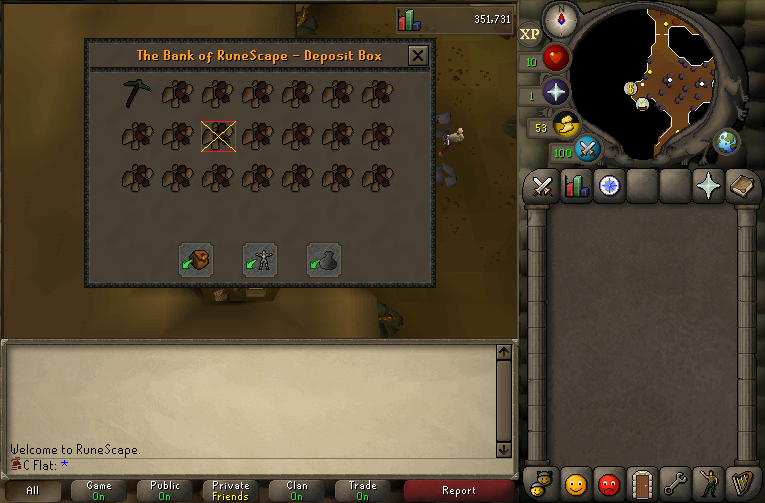 351,731
XP
The Bank of RuneScape - Deposit Box
10
1
53
100
Welcome to RuneScape.
C Flat: *
All
Game
On
Public
On
Private
Friends
Clan
On
Trade
On
Report